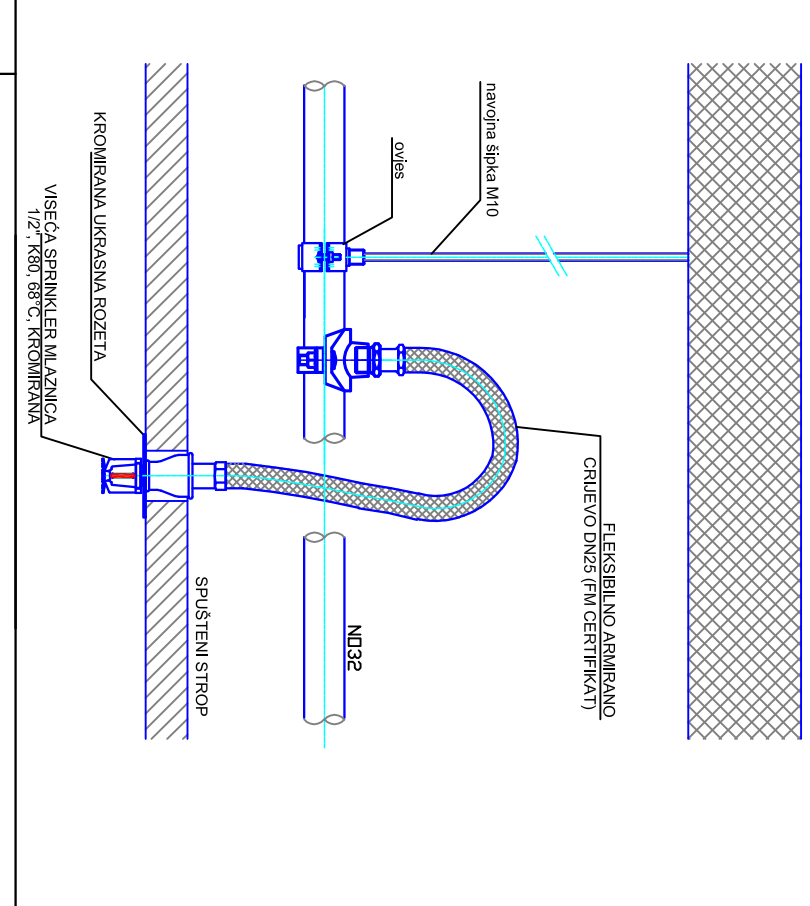 FLEKSIBILNO ARMIRANO
CRIJEVO DN25 (FM CERTIFIKAT)
navojna šipka M10
ovjes
NO32
SPUŠTENI STROP
KROMIRANA UKRASNA ROZETA
VISEĆA SPRINKLER MLAZNICA
1/2", K80, 68°C, KROMIRANA